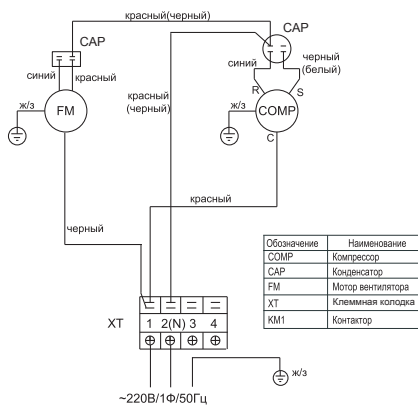 красный(черный)
CAP
CAP
синий
красный
синий
черный
(белый)
R
S
ж/з
FM
красный
(черный)
ж/з
COMP
C
красный
черный
Обозначение Наименование
COMP Компрессор
CAP Конденсатор
FM Мотор вентилятора
XT Клеммная колодка
KM1 Контактор
XT 1 2(N) 3 4
ж/з
~220В/1Ф/50Гц